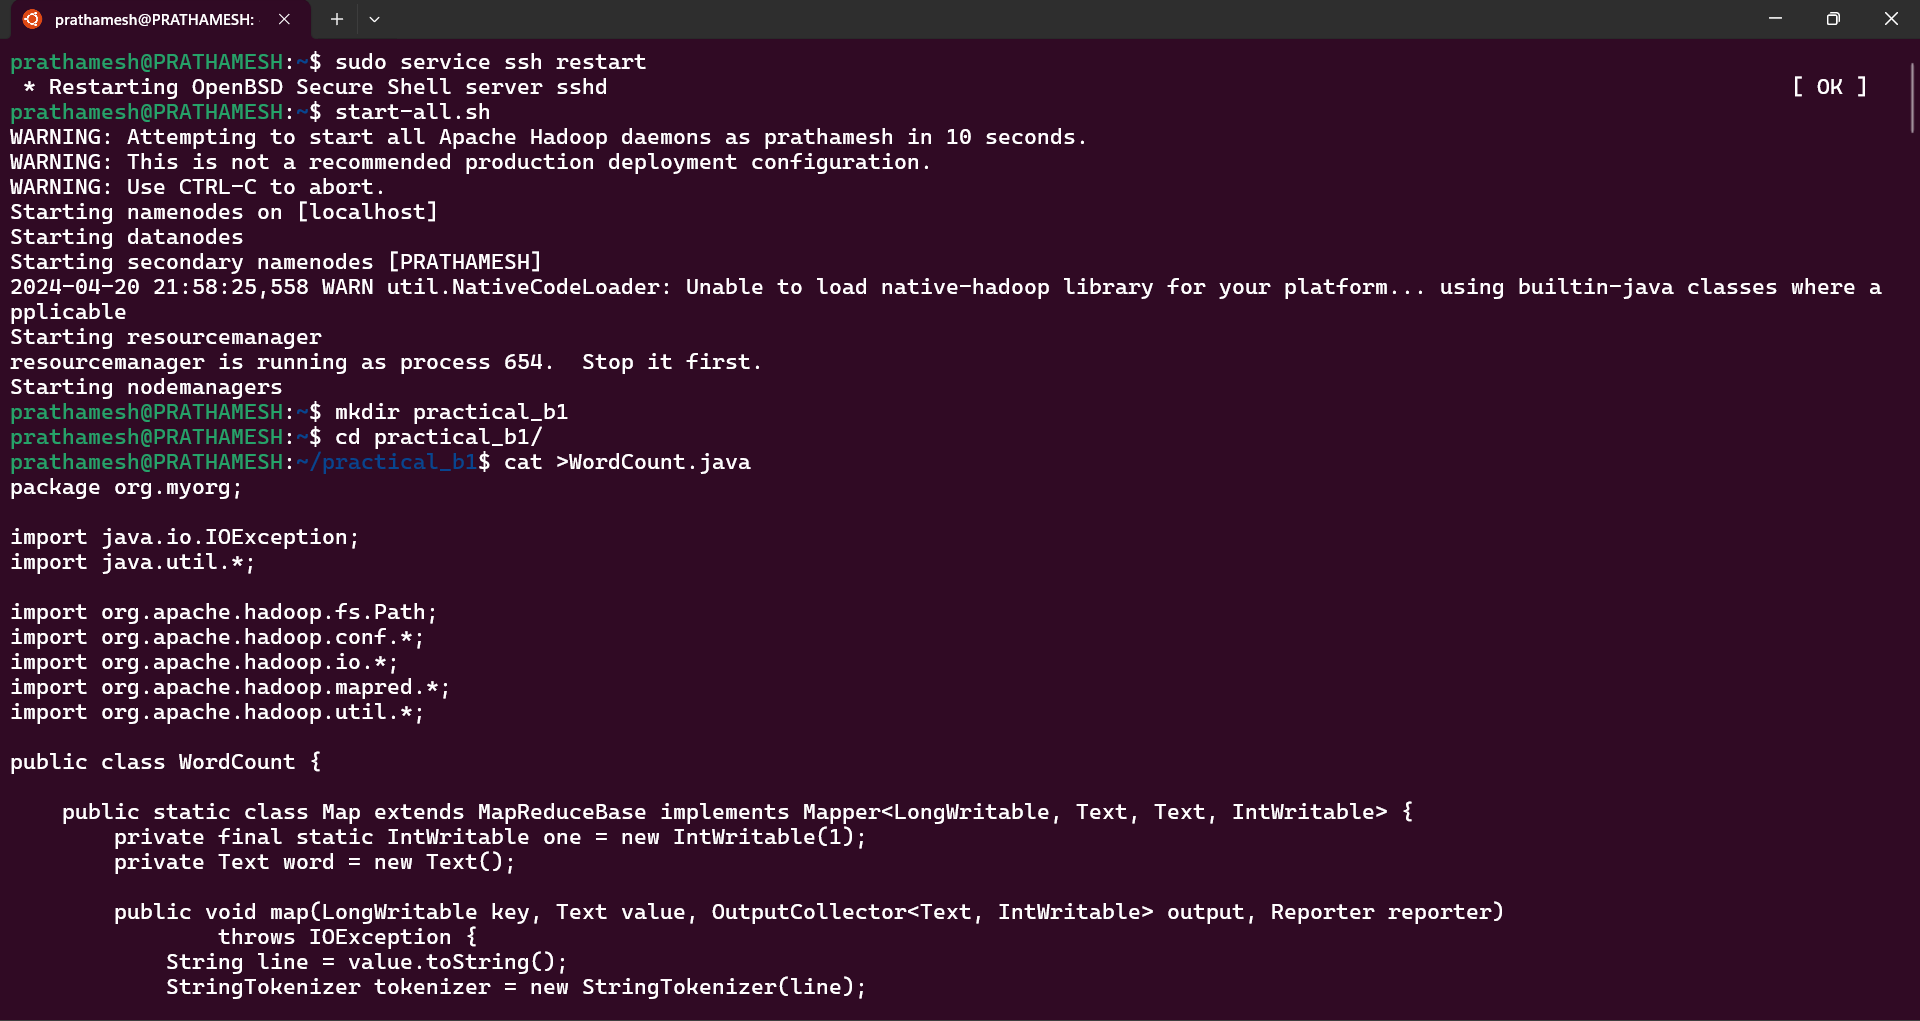 prathamesh@PRATHAMESH:
prathamesh@PRATHAMESH:~$ sudo service ssh restart
 * Restarting OpenBSD Secure Shell server sshd [ OK ]
prathamesh@PRATHAMESH:~$ start-all.sh
WARNING: Attempting to start all Apache Hadoop daemons as prathamesh in 10 seconds.
WARNING: This is not a recommended production deployment configuration.
WARNING: Use CTRL-C to abort.
Starting namenodes on [localhost]
Starting datanodes
Starting secondary namenodes [PRATHAMESH]
2024-04-20 21:58:25,558 WARN util.NativeCodeLoader: Unable to load native-hadoop library for your platform... using builtin-java classes where a
pplicable
Starting resourcemanager
resourcemanager is running as process 654.  Stop it first.
Starting nodemanagers
prathamesh@PRATHAMESH:~$ mkdir practical_b1
prathamesh@PRATHAMESH:~$ cd practical_b1/
prathamesh@PRATHAMESH:~/practical_b1$ cat >WordCount.java
package org.myorg;

import java.io.IOException;
import java.util.*;

import org.apache.hadoop.fs.Path;
import org.apache.hadoop.conf.*;
import org.apache.hadoop.io.*;
import org.apache.hadoop.mapred.*;
import org.apache.hadoop.util.*;

public class WordCount {

    public static class Map extends MapReduceBase implements Mapper<LongWritable, Text, Text, IntWritable> {
        private final static IntWritable one = new IntWritable(1);
        private Text word = new Text();

        public void map(LongWritable key, Text value, OutputCollector<Text, IntWritable> output, Reporter reporter)
                throws IOException {
            String line = value.toString();
            StringTokenizer tokenizer = new StringTokenizer(line);